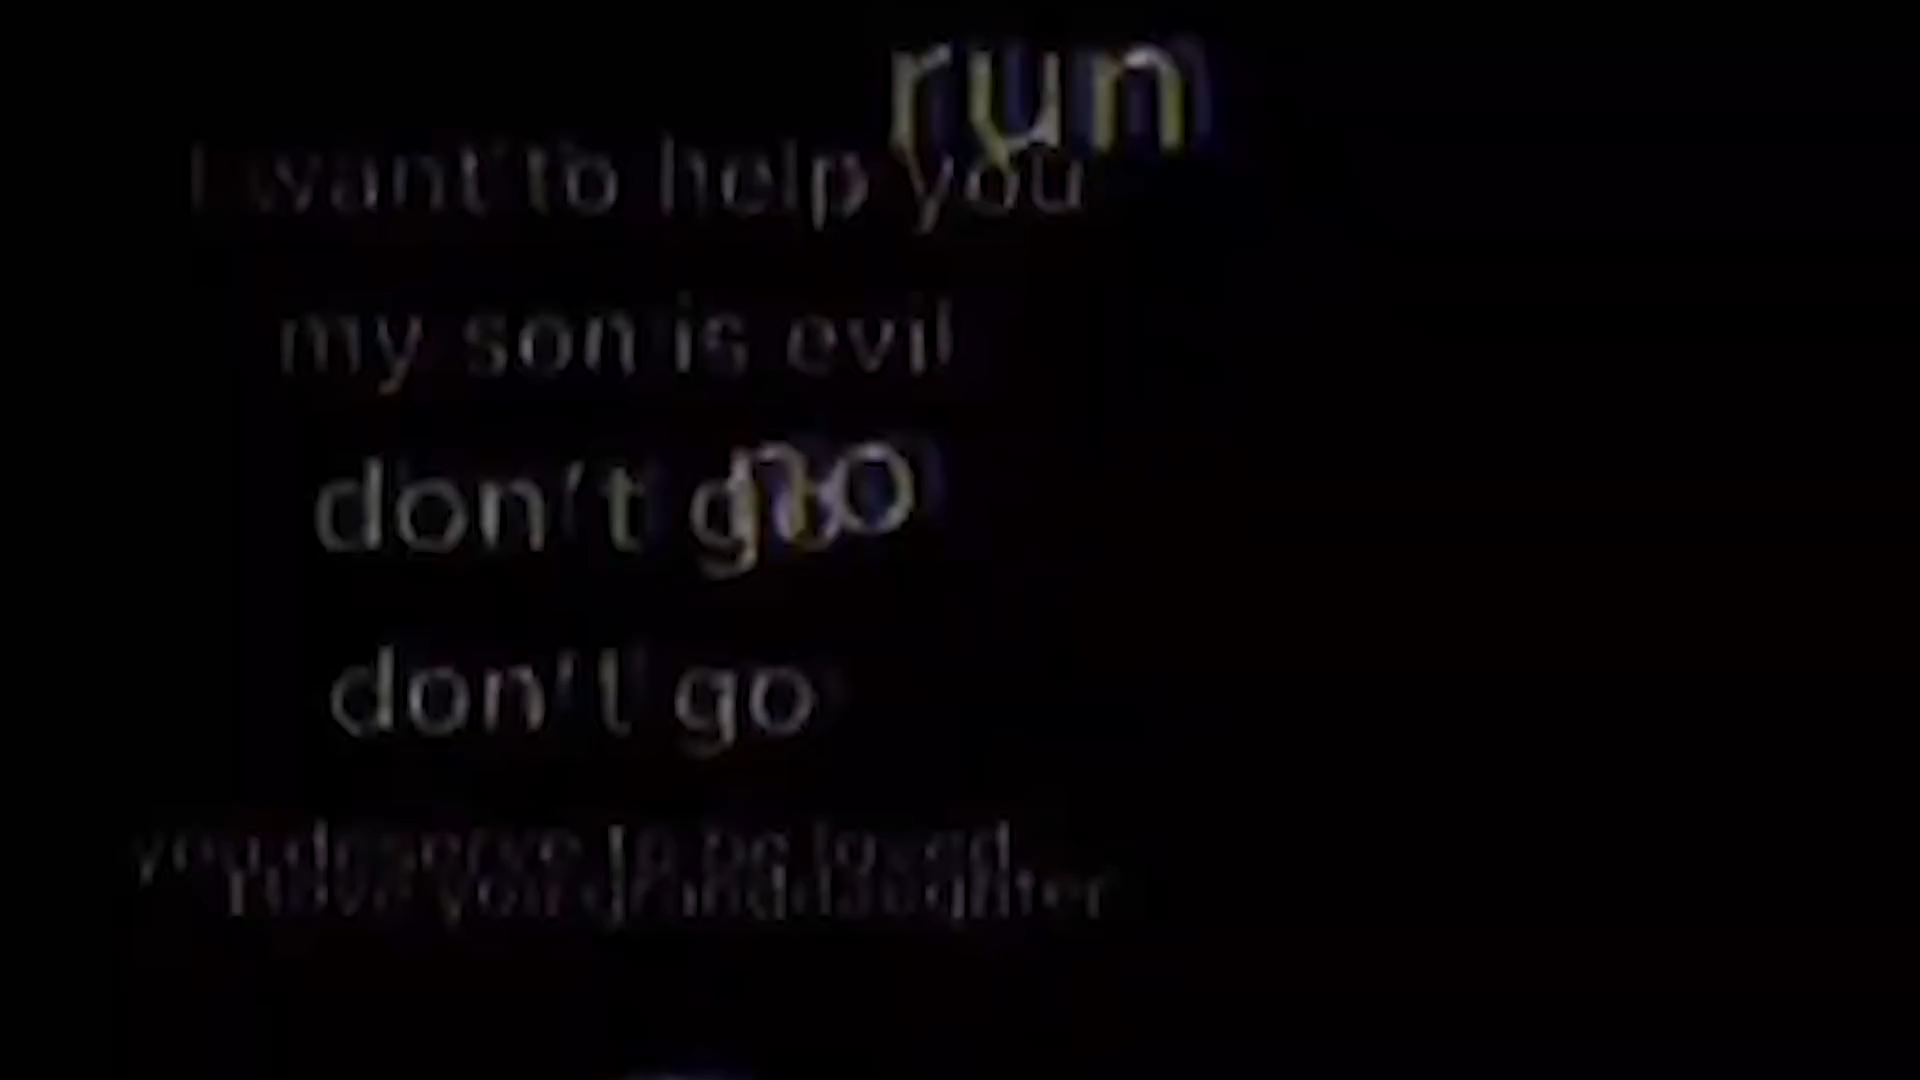 run
I want to help you
my son is evil
no
don't go
don't go
you deserve to be loved